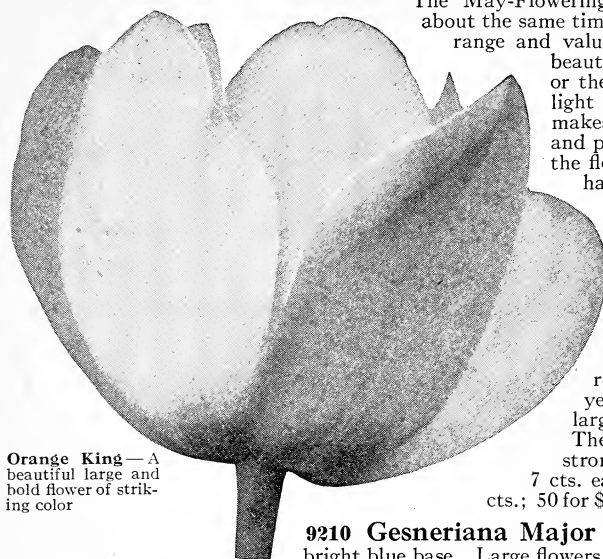 The May-Flowering
about the same tim
range and valu
beaut
or the
light
makes
and p
the fl
ha
r
ye
larg
The
stron
7 cts. ea
cts.; 50 for $
Orange King—A
beautiful large and
bold flower of strik-
ing color
9210 Gesneriana Major
bright blue base. Large flowers